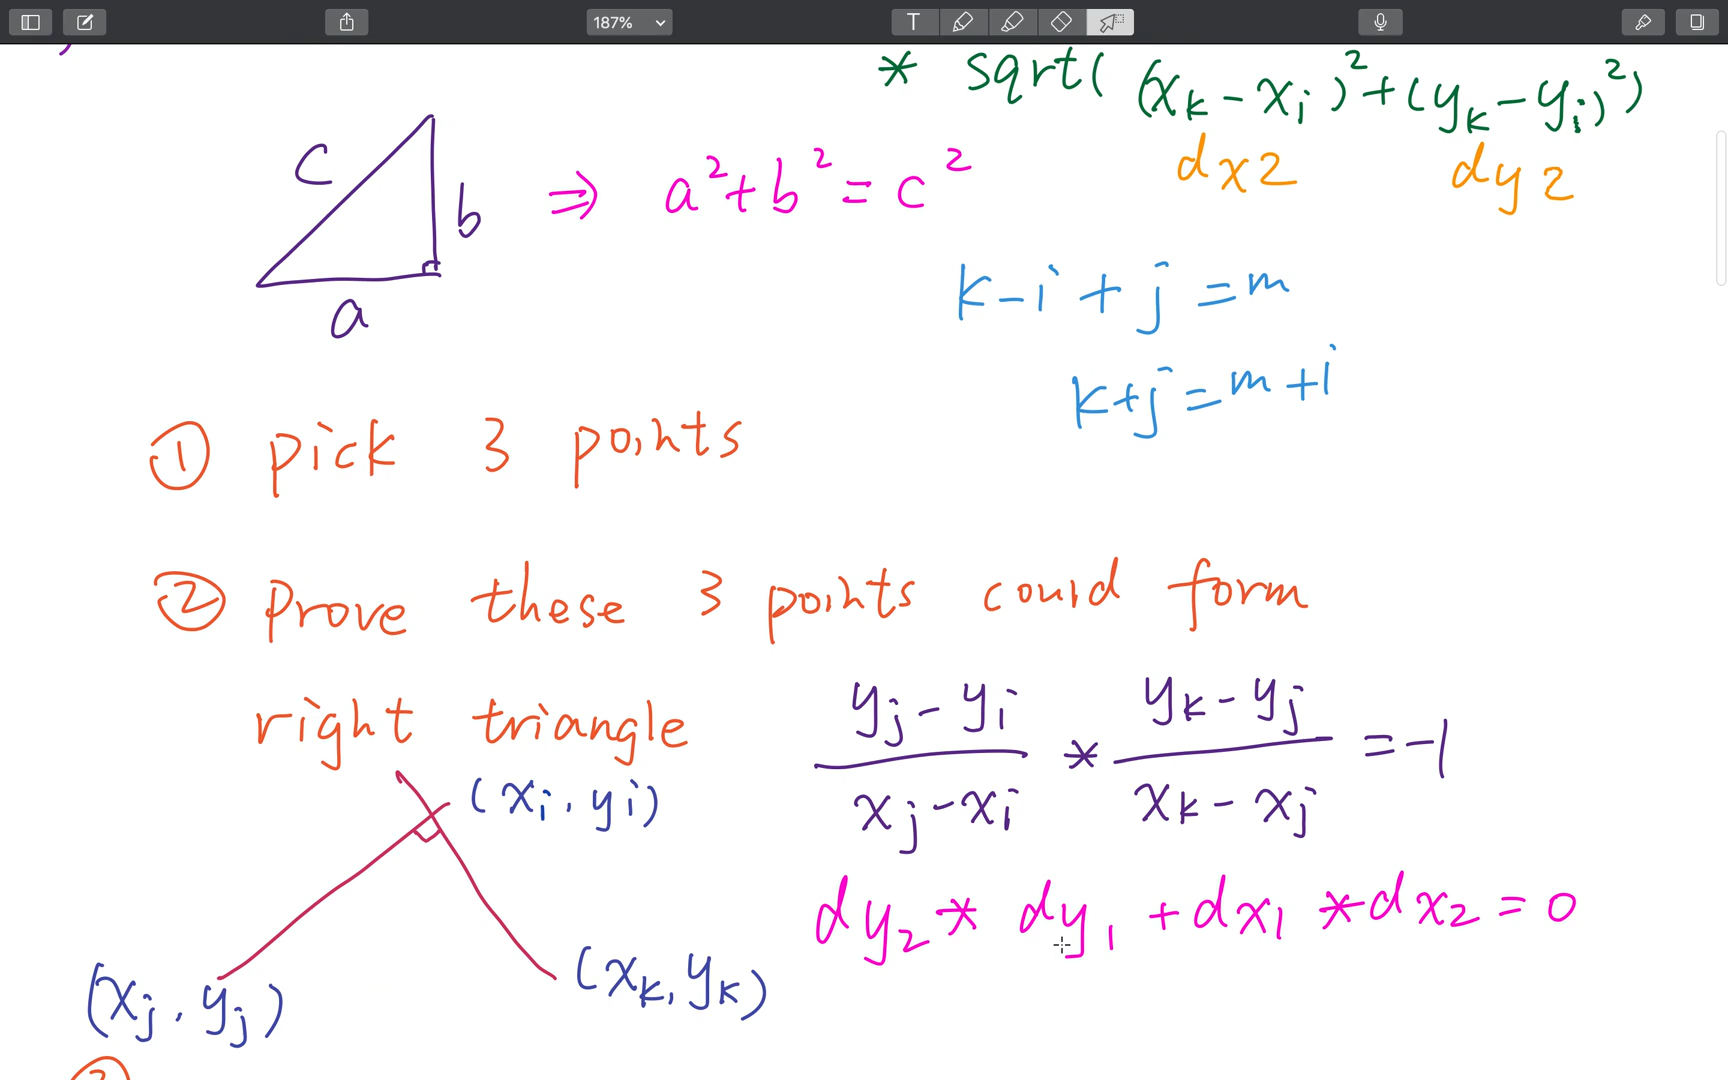 187%
T
* sqrt( (xk - xi)² + (yk - yi)² )
dx2 dy2
c
b
a
⇒ a² + b² = c²
k - i + j = m
k + j = m + i
① pick 3 points
② prove these 3 points could form
right triangle
(yj - yi)/(xj - xi) * (yk - yj)/(xk - xj) = -1
(xi, yi)
dy2 * dy1 + dx1 * dx2 = 0
(xj, yj)
(xk, yk)